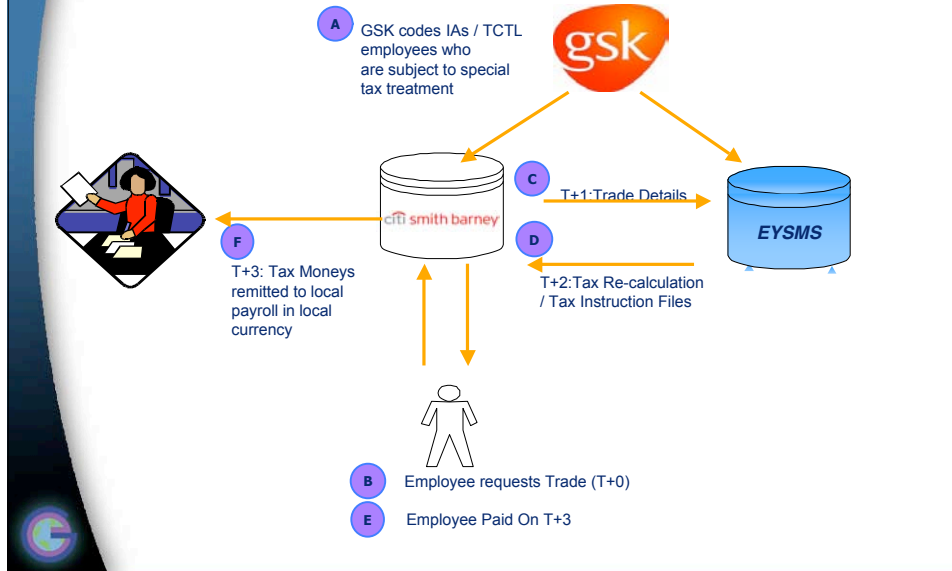 A
GSK codes IAs / TCTL
employees who
are subject to special
tax treatment
gsk
C
T+1:Trade Details
citi smith barney
EYSMS
D
F
T+2:Tax Re-calculation
/ Tax Instruction Files
T+3: Tax Moneys
remitted to local
payroll in local
currency
B
Employee requests Trade (T+0)
E
Employee Paid On T+3